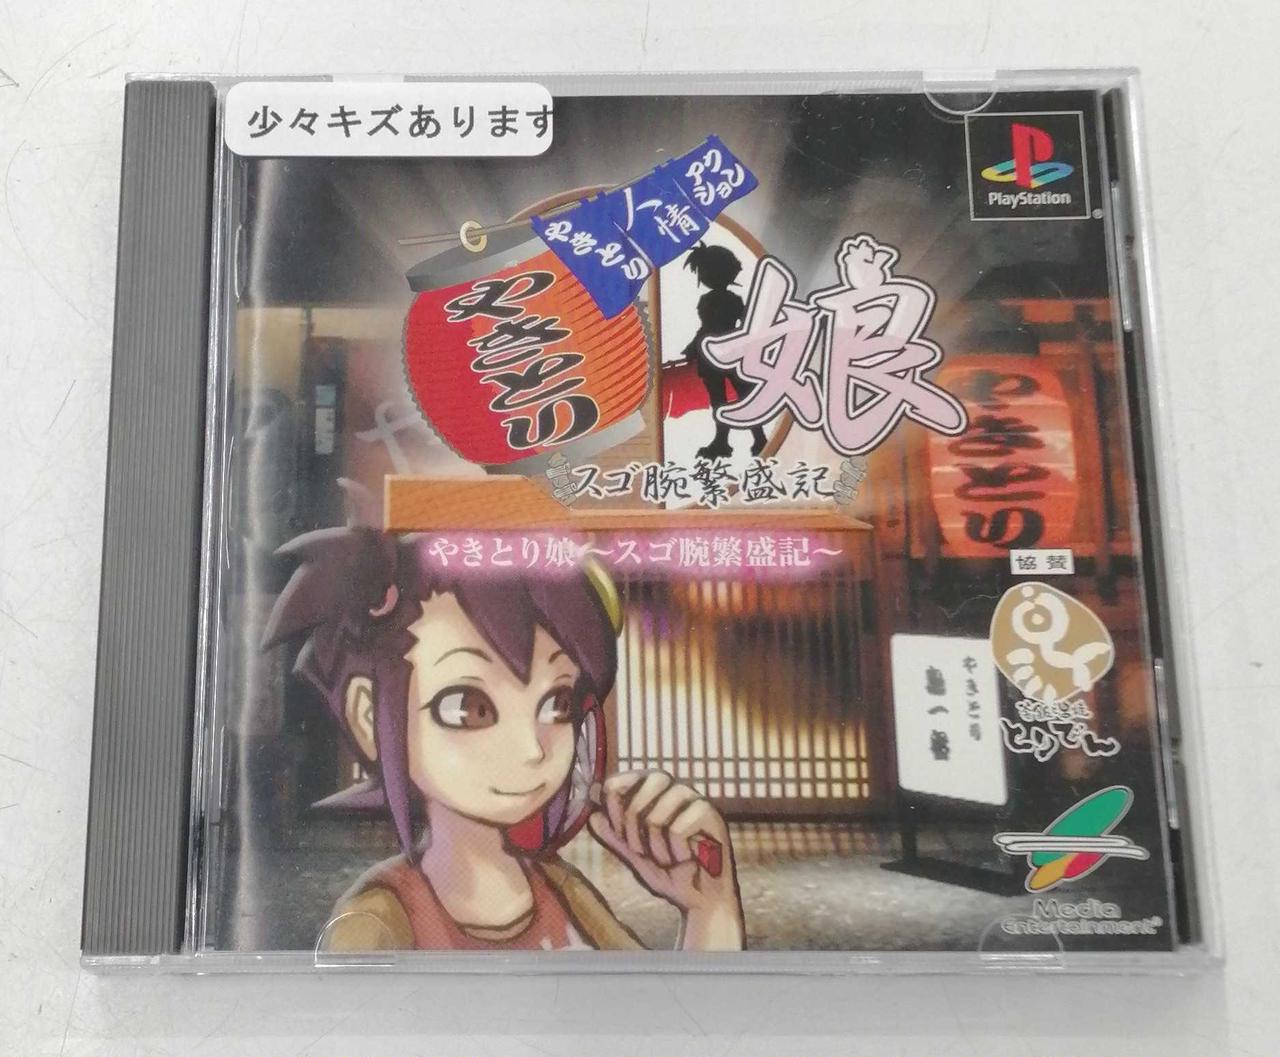 少々キズあります
PlayStation
やきとり
人情
アクション
やきとり
娘
スゴ腕繁盛記
やきとり娘～スゴ腕繁盛記～
やきとり
協賛
やきとり
とりでん
Media
Entertainment